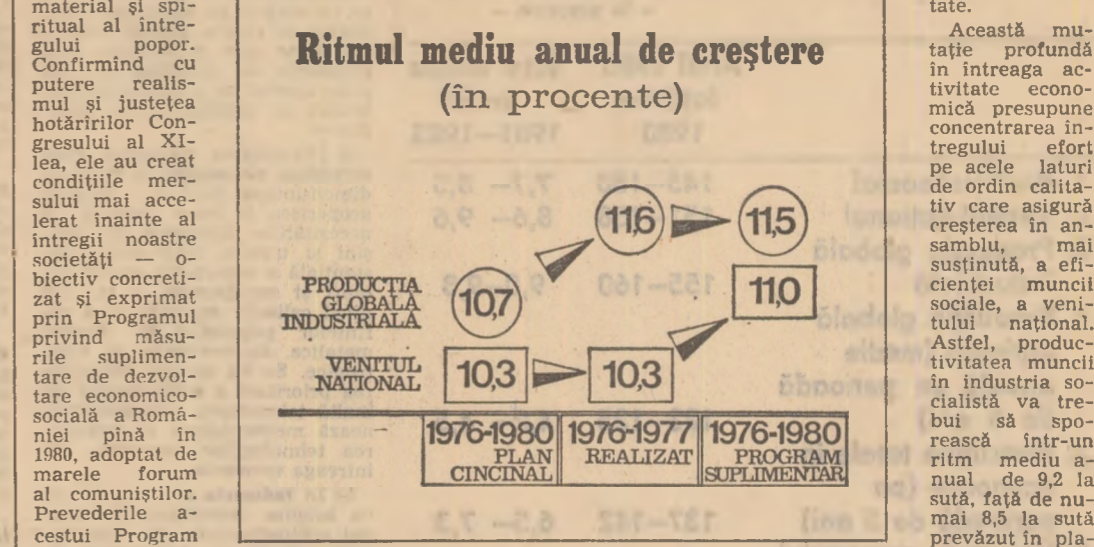 material și spi-
ritual al între-
gului popor.
Confirmînd cu
putere realis-
mul și justețea
hotărîrilor Con-
gresului al XI-
lea, ele au creat
condițiile mer-
sului mai acce-
lerat înainte al
întregii noastre
societăți — o-
biectiv concreti-
zat și exprimat
prin Programul
privind măsu-
rile suplimen-
tare de dezvol-
tare economico-
socială a Româ-
niei pînă în
1980, adoptat de
marele forum
al comuniștilor.
Prevederile a-
cestui Program
Ritmul mediu anual de creștere
(în procente)
11,6 11,5
PRODUCȚIA
GLOBALĂ
INDUSTRIALĂ
10,7
11,0
VENITUL
NAȚIONAL
10,3 10,3
1976-1980
PLAN
CINCINAL
1976-1977
REALIZAT
1976-1980
PROGRAM
SUPLIMENTAR
tate.
Această mu-
tație profundă
în întreaga ac-
tivitate econo-
mică presupune
concentrarea în-
tregului efort
pe acele laturi
de ordin calita-
tiv care asigură
creșterea în an-
samblu, mai
susținută, a efi-
cienței muncii
sociale, a veni-
tului național.
Astfel, produc-
tivitatea muncii
în industria so-
cialistă va tre-
bui să spo-
rească într-un
ritm mediu a-
nual de 9,2 la
sută, față de nu-
mai 8,5 la sută
prevăzut în pla-